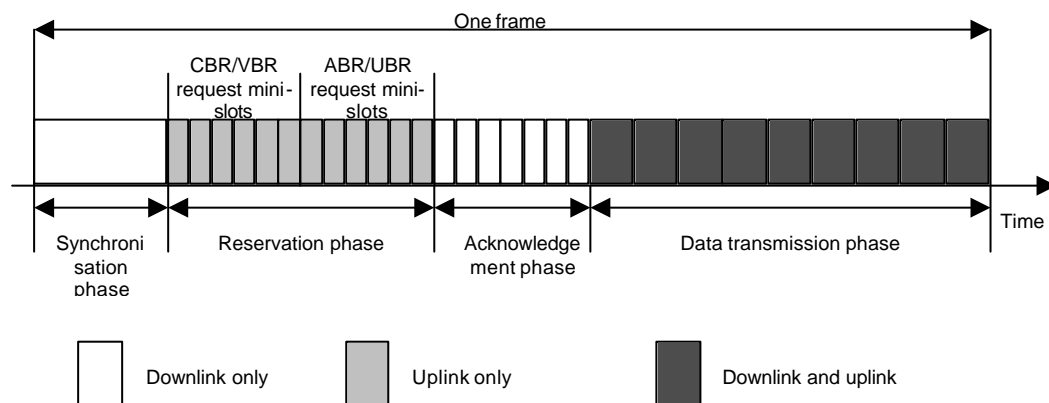 One frame
CBR/VBR
request mini-
slots
ABR/UBR
request mini-
slots
Time
Synchroni
sation
phase
Reservation phase
Acknowledge
ment phase
Data transmission phase
Downlink only
Uplink only
Downlink and uplink